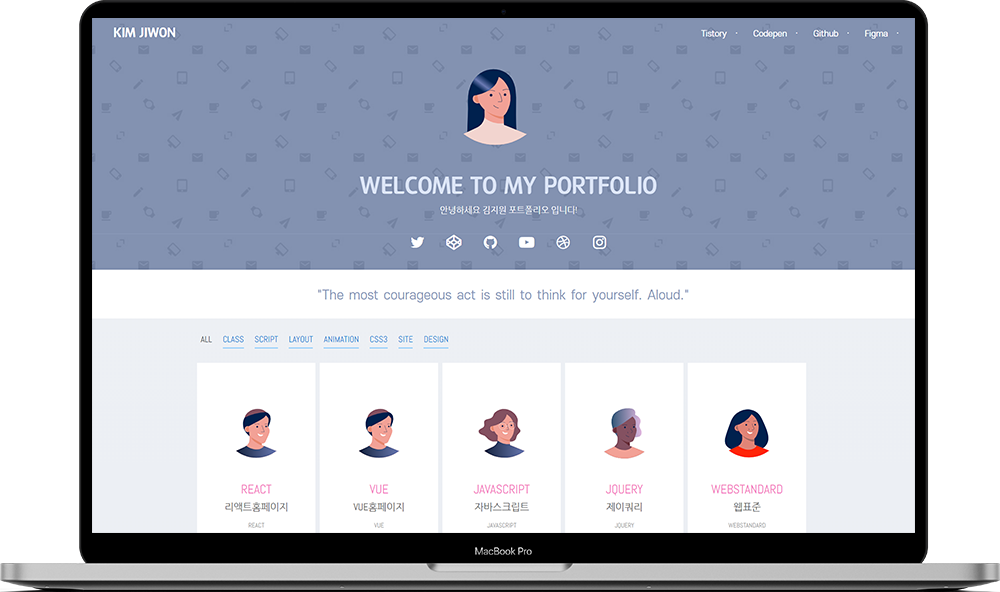 KIM JIWON
Tistory
Codepen
Github
Figma
WELCOME TO MY PORTFOLIO
안녕하세요 김지원 포트폴리오 입니다!
"The most courageous act is still to think for yourself. Aloud."
ALL CLASS SCRIPT LAYOUT ANIMATION CSS3 SITE DESIGN
REACT
리액트홈페이지
REACT
VUE
VUE홈페이지
VUE
JAVASCRIPT
자바스크립트
JAVASCRIPT
JQUERY
제이쿼리
JQUERY
WEBSTANDARD
웹표준
WEBSTANDARD
MacBook Pro